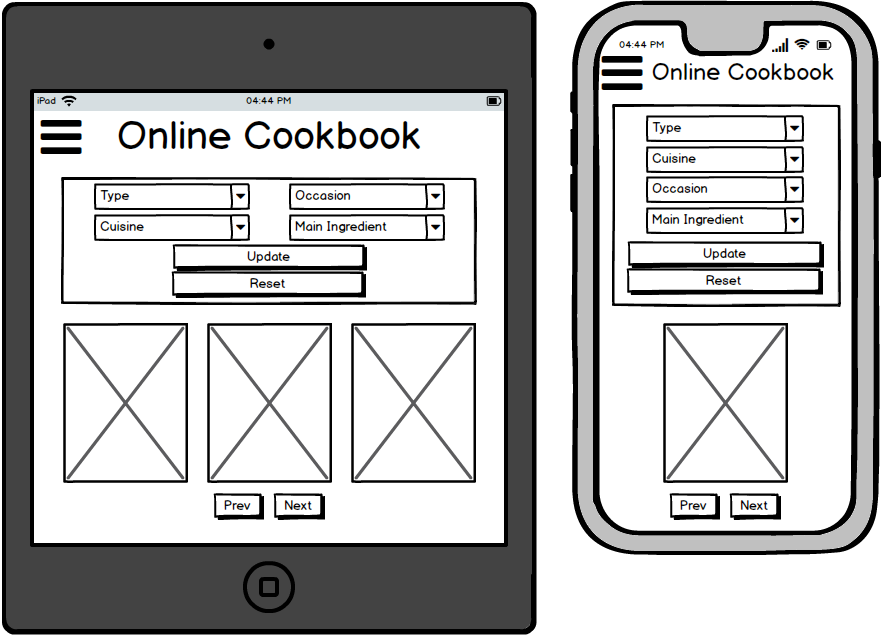 iPad 04:44 PM
Online Cookbook
Type Occasion
Cuisine Main Ingredient
Update
Reset
Prev Next
04:44 PM
Online Cookbook
Type
Cuisine
Occasion
Main Ingredient
Update
Reset
Prev Next